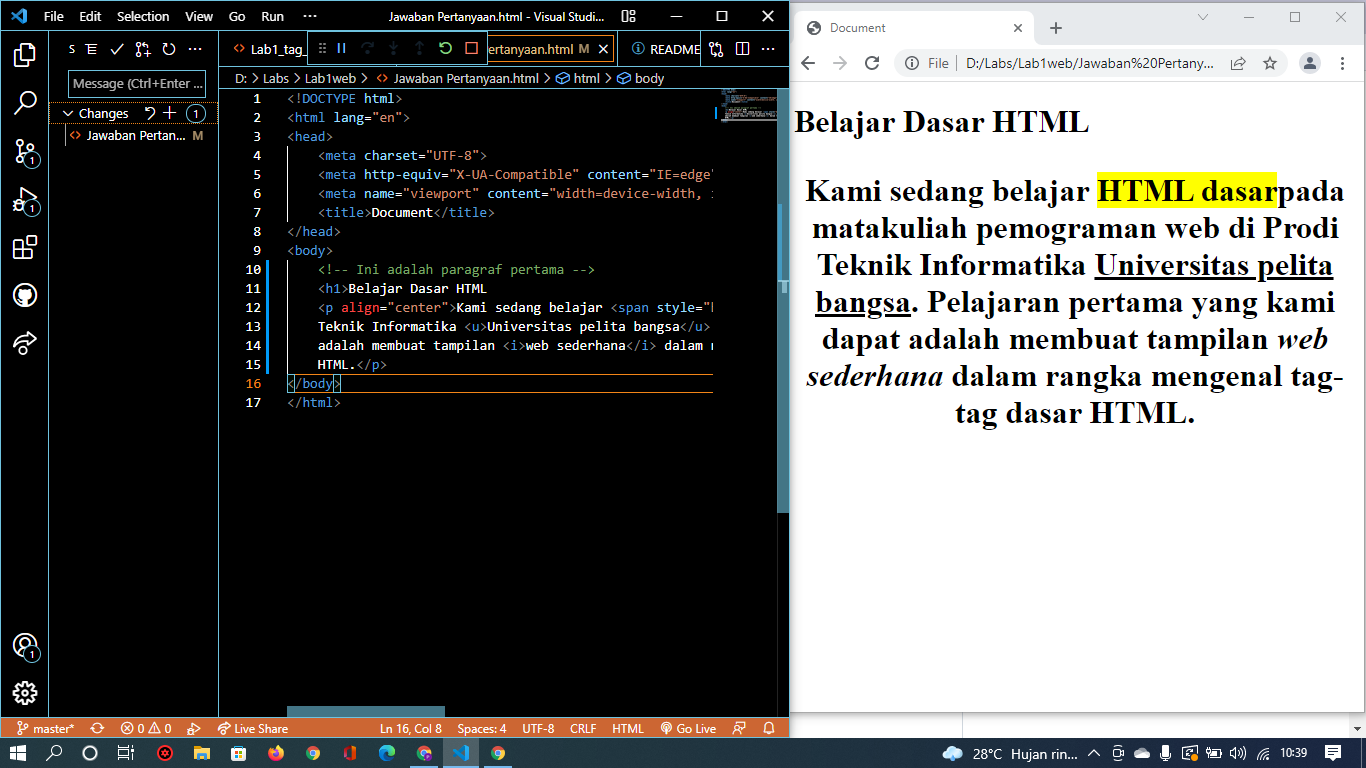 File Edit Selection View Go Run ··· Jawaban Pertanyaan.html - Visual Studi...
S
Message (Ctrl+Enter ...
Changes 1
Jawaban Pertan... M
1
1
1
Lab1_tag_ ertanyaan.html M README
D: > Labs > Lab1web > Jawaban Pertanyaan.html > html > body
1 <!DOCTYPE html>
2 <html lang="en">
3 <head>
4 <meta charset="UTF-8">
5 <meta http-equiv="X-UA-Compatible" content="IE=edge"
6 <meta name="viewport" content="width=device-width, i
7 <title>Document</title>
8 </head>
9 <body>
10 <!-- Ini adalah paragraf pertama -->
11 <h1>Belajar Dasar HTML
12 <p align="center">Kami sedang belajar <span style="
13 Teknik Informatika <u>Universitas pelita bangsa</u>
14 adalah membuat tampilan <i>web sederhana</i> dalam
15 HTML.</p>
16 </body>
17 </html>
master* 0 0 Live Share Ln 16, Col 8 Spaces: 4 UTF-8 CRLF HTML Go Live
Document
File D:/Labs/Lab1web/Jawaban%20Pertany...
Belajar Dasar HTML
Kami sedang belajar HTML dasarpada
matakuliah pemograman web di Prodi
Teknik Informatika Universitas pelita
bangsa. Pelajaran pertama yang kami
dapat adalah membuat tampilan web
sederhana dalam rangka mengenal tag-
tag dasar HTML.
28°C Hujan rin... 10:39